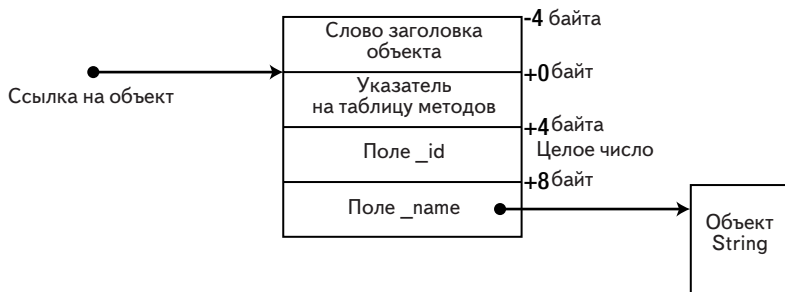 Слово заголовка
объекта
-4 байта
+0 байт
Ссылка на объект
Указатель
на таблицу методов
+4 байта
Поле _id
Целое число
+8 байт
Поле _name
Объект
String